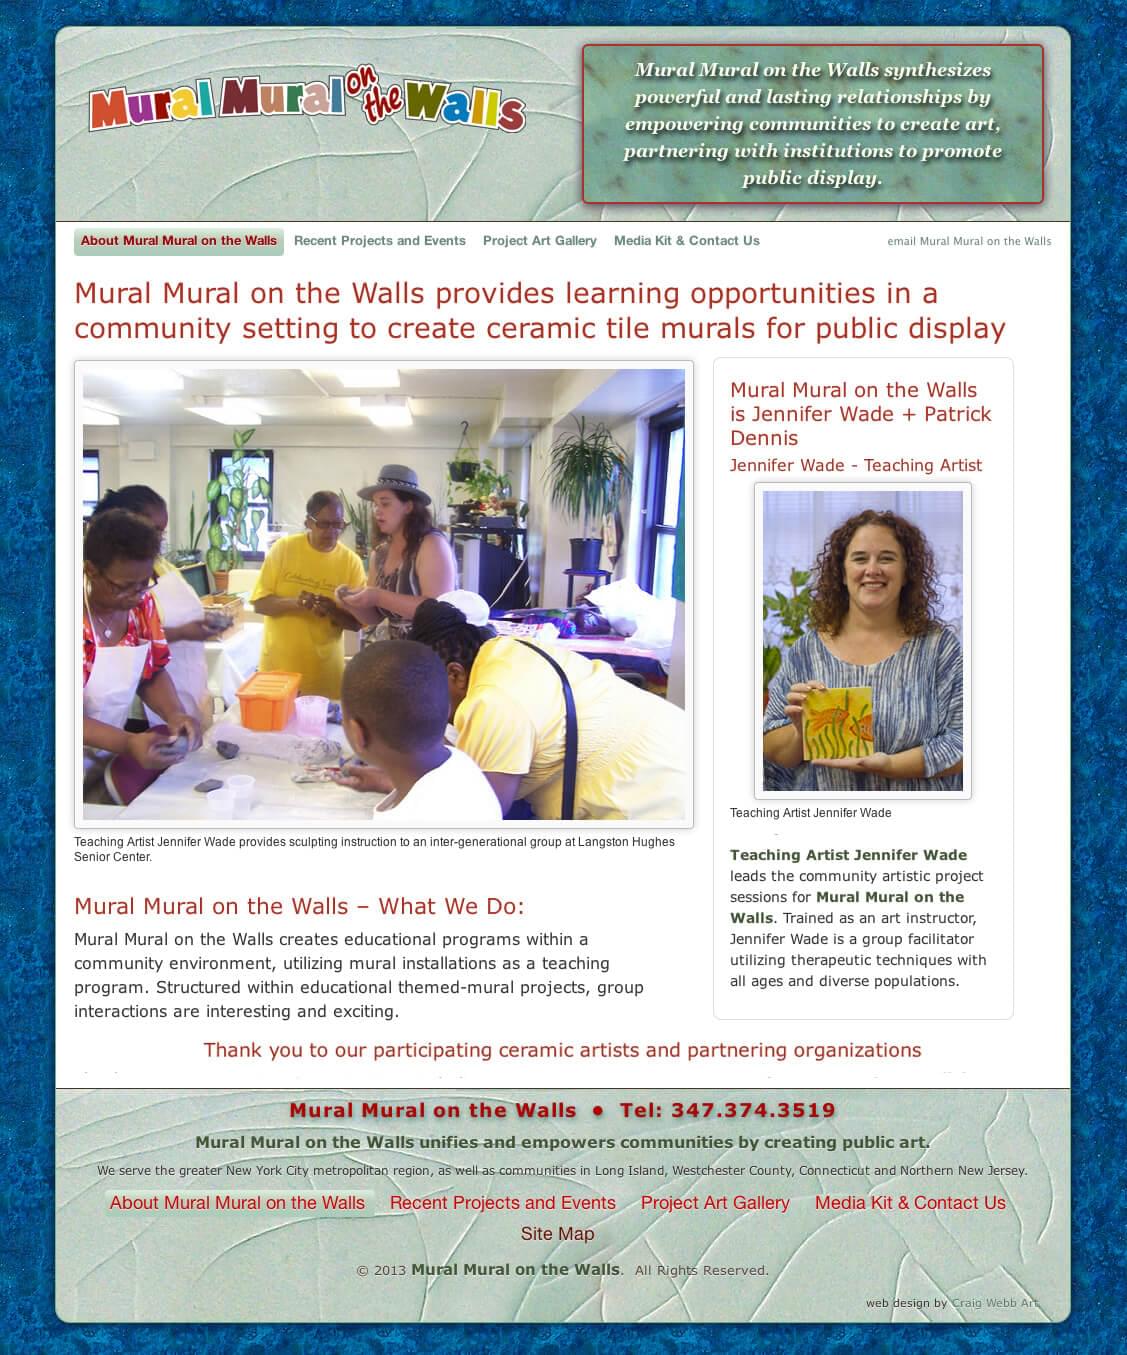 Mural Mural on the Walls
Mural Mural on the Walls synthesizes
powerful and lasting relationships by
empowering communities to create art,
partnering with institutions to promote
public display.
About Mural Mural on the Walls Recent Projects and Events Project Art Gallery Media Kit & Contact Us email Mural Mural on the Walls
Mural Mural on the Walls provides learning opportunities in a
community setting to create ceramic tile murals for public display
Teaching Artist Jennifer Wade provides sculpting instruction to an inter-generational group at Langston Hughes
Senior Center.
Mural Mural on the Walls – What We Do:
Mural Mural on the Walls creates educational programs within a
community environment, utilizing mural installations as a teaching
program. Structured within educational themed-mural projects, group
interactions are interesting and exciting.
Mural Mural on the Walls
is Jennifer Wade + Patrick
Dennis
Jennifer Wade - Teaching Artist
Teaching Artist Jennifer Wade
Teaching Artist Jennifer Wade
leads the community artistic project
sessions for Mural Mural on the
Walls. Trained as an art instructor,
Jennifer Wade is a group facilitator
utilizing therapeutic techniques with
all ages and diverse populations.
Thank you to our participating ceramic artists and partnering organizations
Mural Mural on the Walls • Tel: 347.374.3519
Mural Mural on the Walls unifies and empowers communities by creating public art.
We serve the greater New York City metropolitan region, as well as communities in Long Island, Westchester County, Connecticut and Northern New Jersey.
About Mural Mural on the Walls Recent Projects and Events Project Art Gallery Media Kit & Contact Us
Site Map
© 2013 Mural Mural on the Walls. All Rights Reserved.
web design by Craig Webb Art